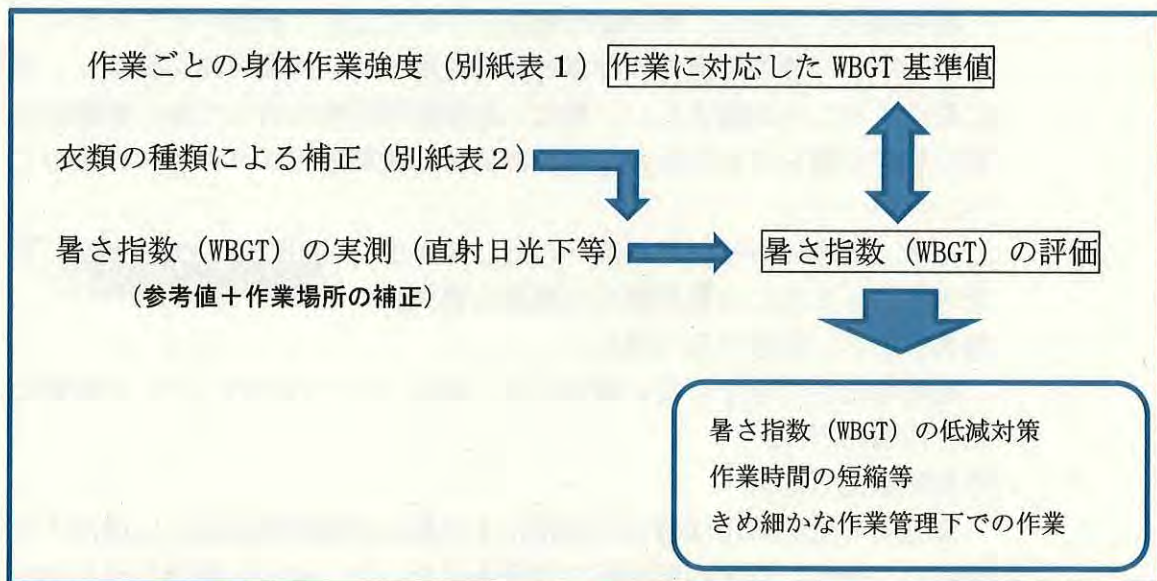 作業ごとの身体作業強度(別紙表1)作業に対応した WBGT 基準値
衣類の種類による補正(別紙表2)
暑さ指数(WBGT)の実測(直射日光下等)
暑さ指数(WBGT)の評価
(参考値+作業場所の補正)
暑さ指数(WBGT)の低減対策
作業時間の短縮等
きめ細かな作業管理下での作業